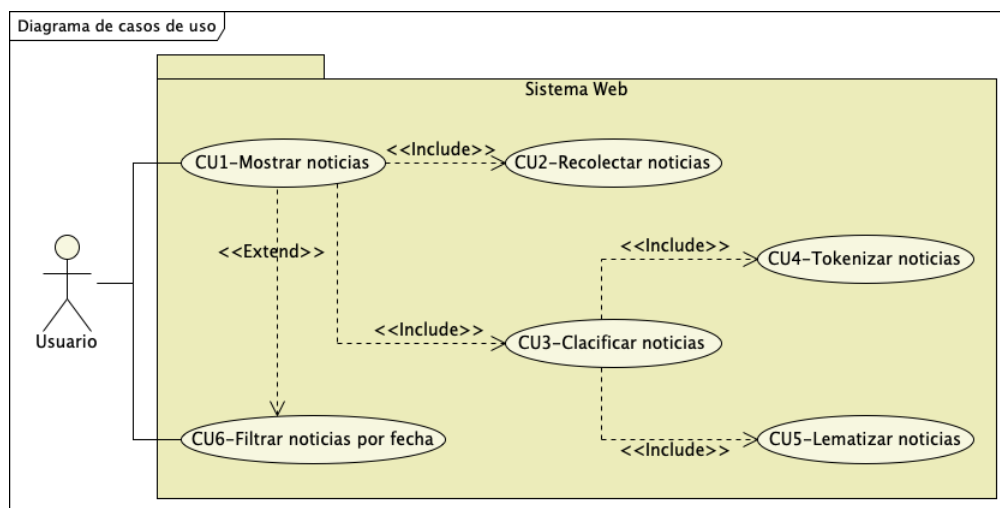 Diagrama de casos de uso
Sistema Web
CU1-Mostrar noticias
<<Include>>
CU2-Recolectar noticias
<<Extend>>
<<Include>>
CU4-Tokenizar noticias
Usuario
<<Include>>
CU3-Clacificar noticias
CU6-Filtrar noticias por fecha
<<Include>>
CU5-Lematizar noticias